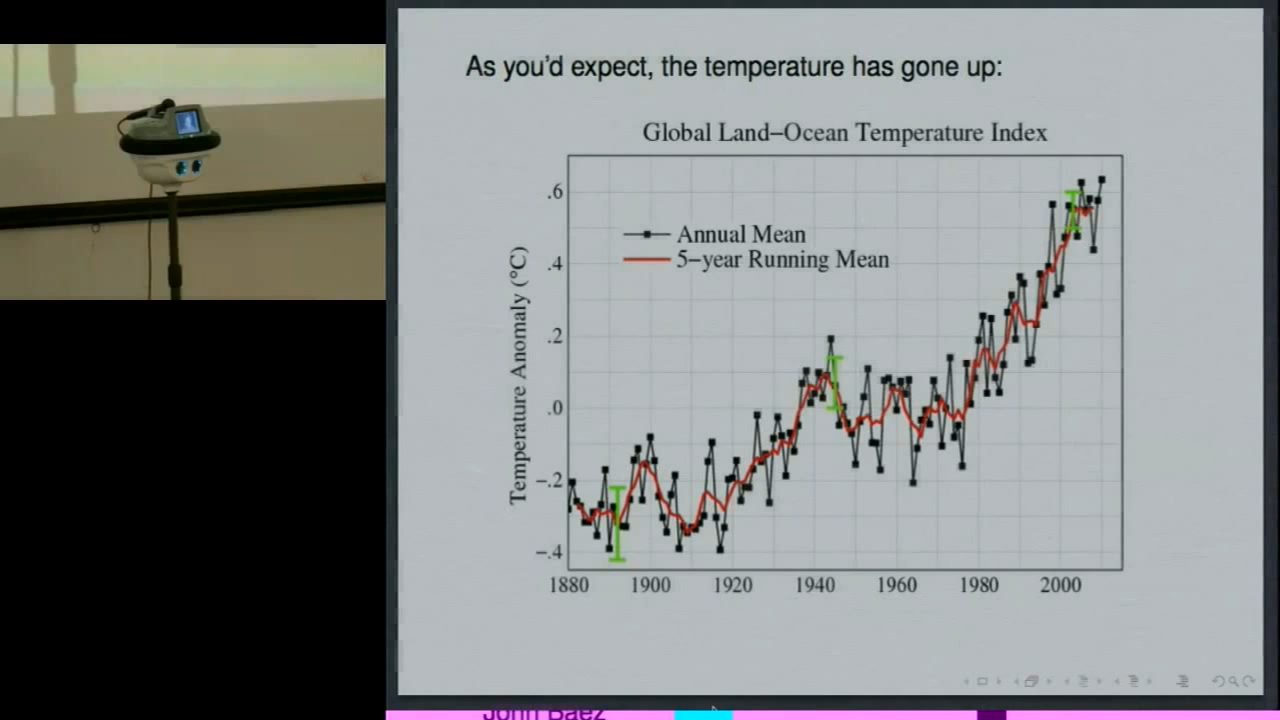 As you'd expect, the temperature has gone up:
Global Land−Ocean Temperature Index
Temperature Anomaly (°C)
.6
.4
.2
.0
−.2
−.4
Annual Mean
5−year Running Mean
1880 1900 1920 1940 1960 1980 2000
John Baez